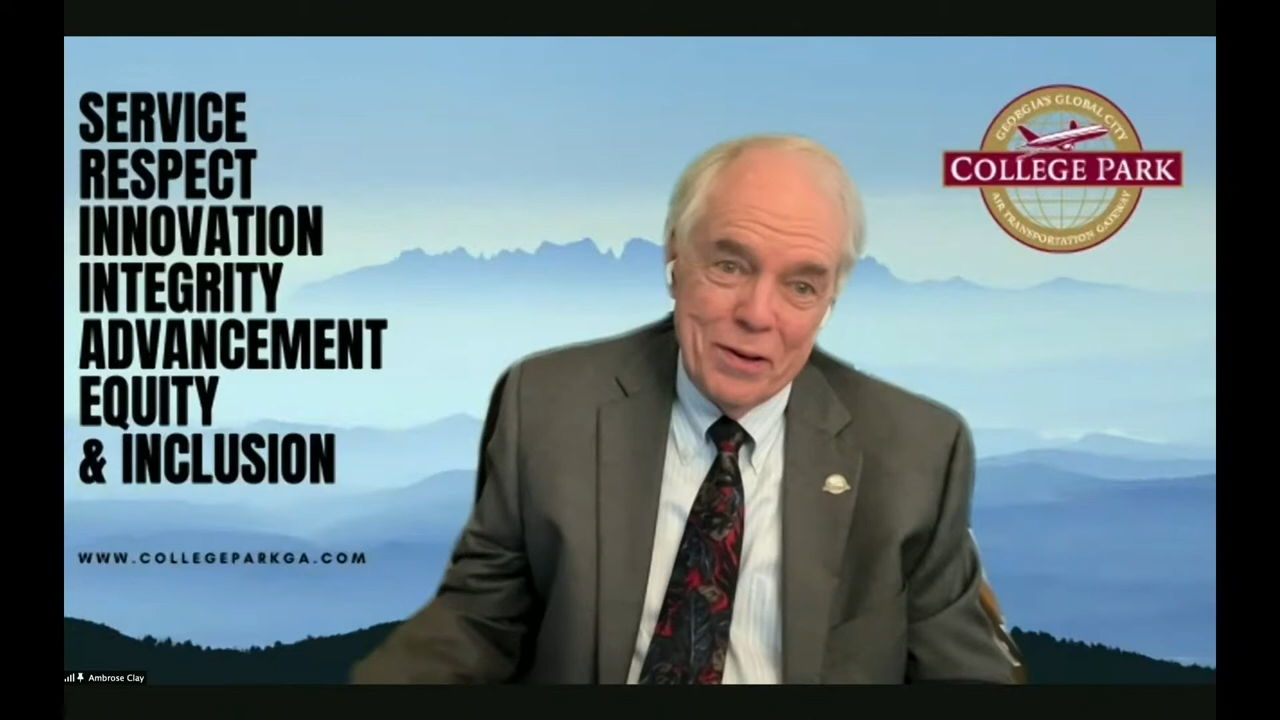 SERVICE
RESPECT
INNOVATION
INTEGRITY
ADVANCEMENT
EQUITY
& INCLUSION
WWW.COLLEGEPARKGA.COM
GEORGIA'S GLOBAL CITY
COLLEGE PARK
AIR TRANSPORTATION GATEWAY
Ambrose Clay